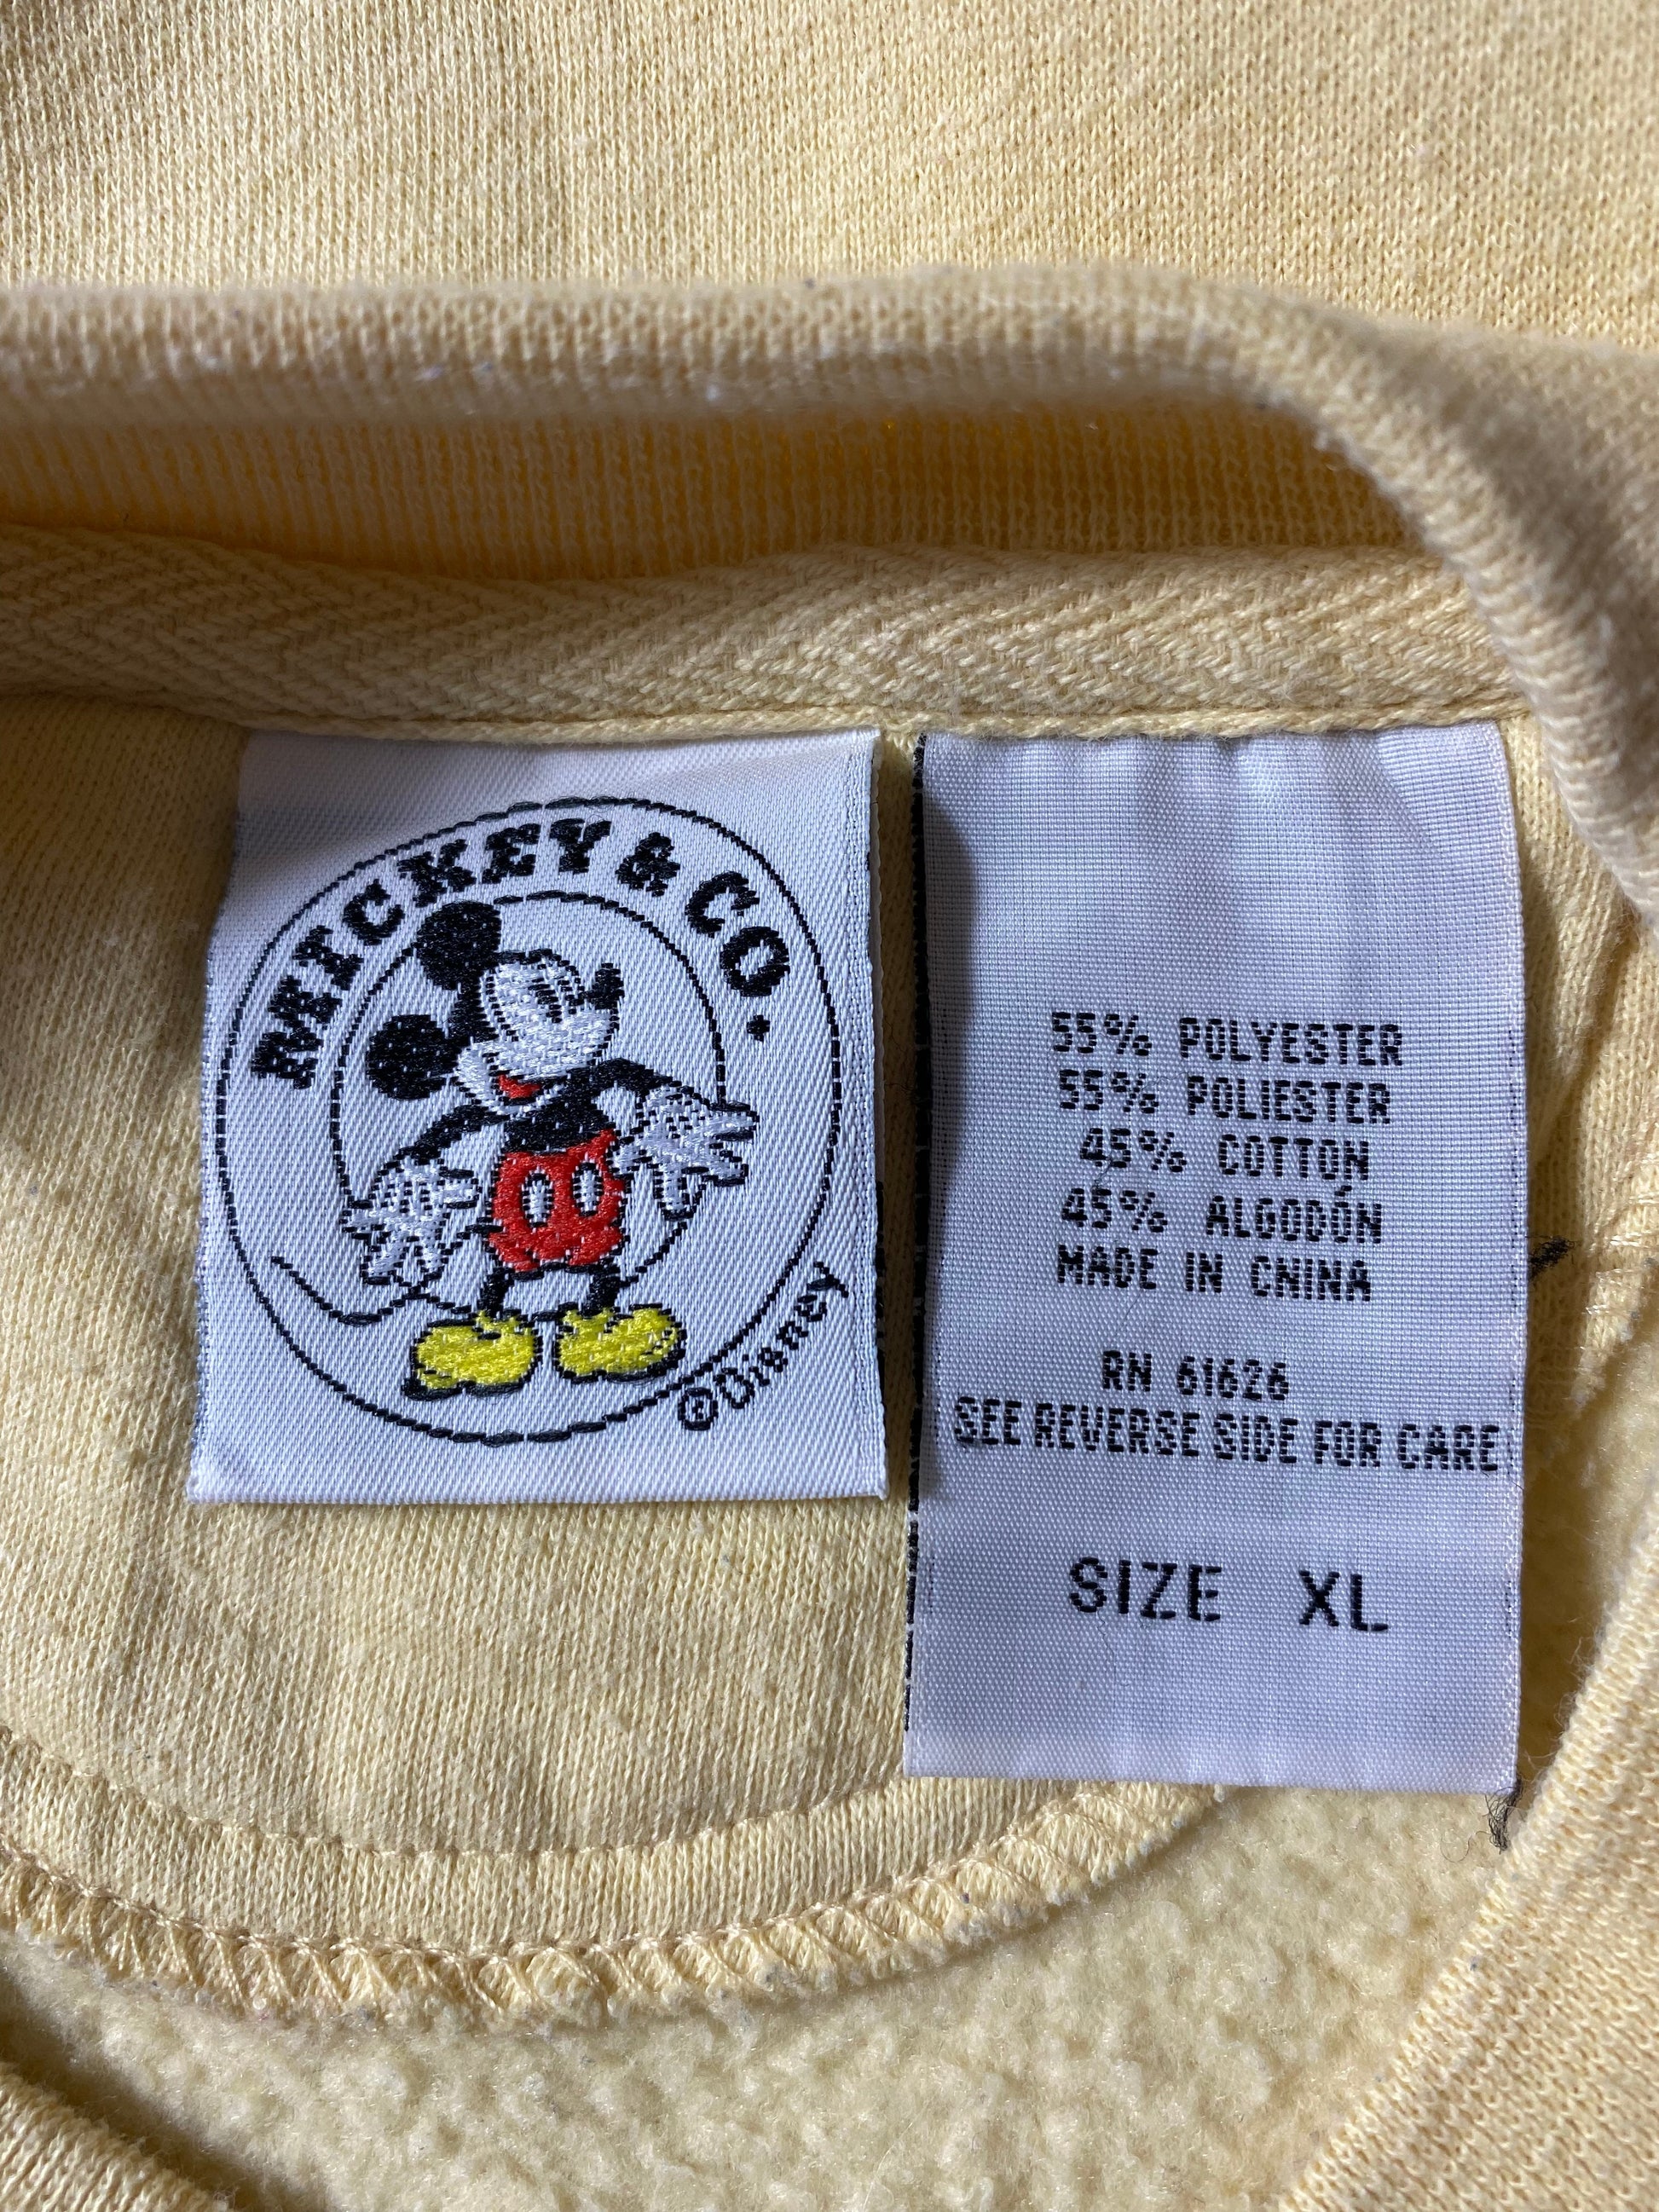 MICKEY & CO.
©Disney
55% POLYESTER
55% POLIESTER
45% COTTON
45% ALGODÓN
MADE IN CHINA
RN 61626
SEE REVERSE SIDE FOR CARE
SIZE XL